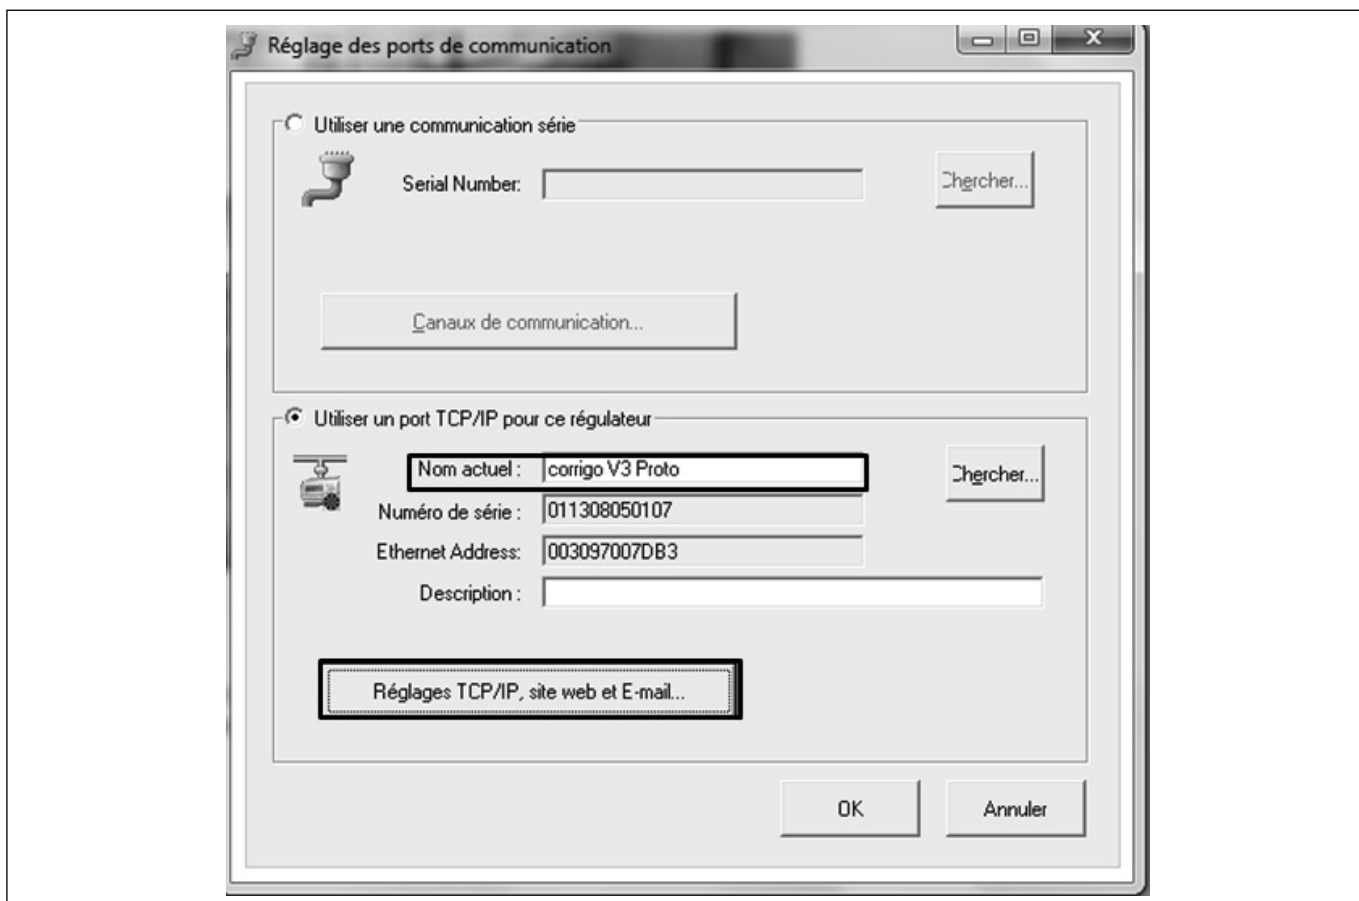 Réglage des ports de communication
Utiliser une communication série
Serial Number:
Chercher...
Canaux de communication...
Utiliser un port TCP/IP pour ce régulateur
Nom actuel : corrigo V3 Proto
Chercher...
Numéro de série : 011308050107
Ethernet Address: 003097007DB3
Description :
Réglages TCP/IP, site web et E-mail...
OK Annuler